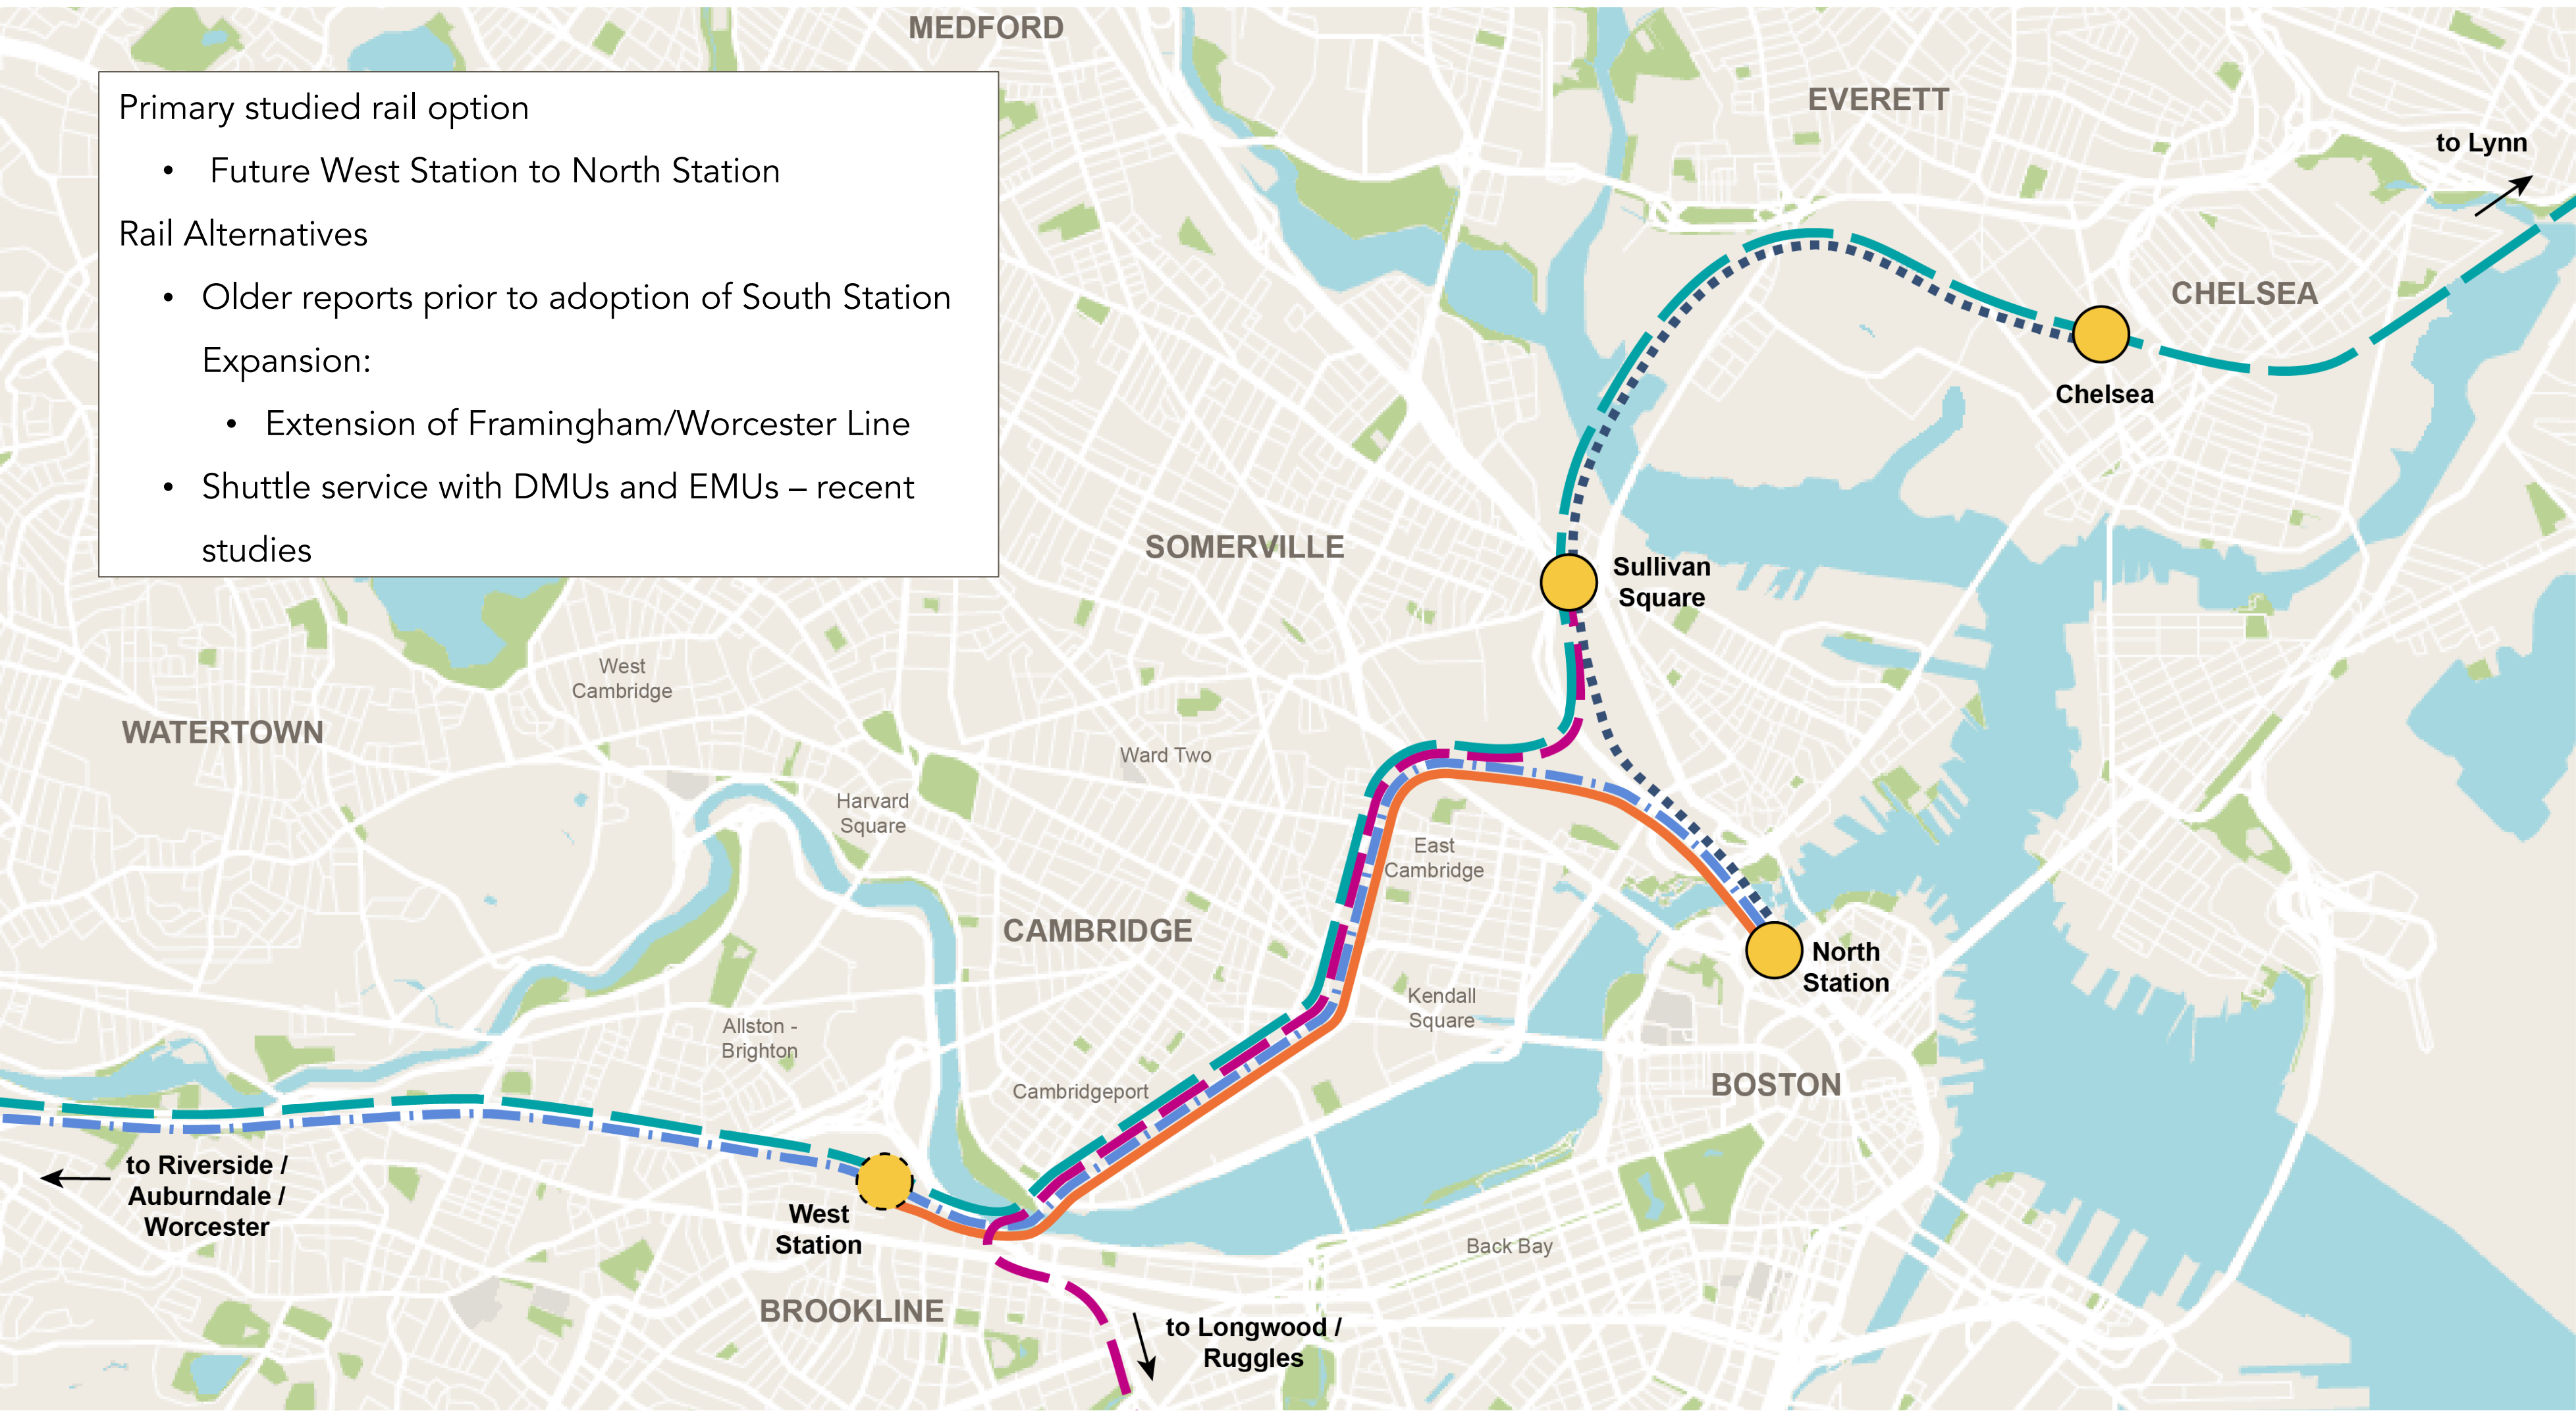 MEDFORD
Primary studied rail option
• Future West Station to North Station
Rail Alternatives
• Older reports prior to adoption of South Station
Expansion:
• Extension of Framingham/Worcester Line
• Shuttle service with DMUs and EMUs – recent
studies
EVERETT
to Lynn
CHELSEA
Chelsea
SOMERVILLE
Sullivan
Square
West
Cambridge
WATERTOWN
Ward Two
Harvard
Square
East
Cambridge
CAMBRIDGE
North
Station
Kendall
Square
Allston -
Brighton
Cambridgeport
BOSTON
to Riverside /
Auburndale /
Worcester
West
Station
Back Bay
BROOKLINE
to Longwood /
Ruggles